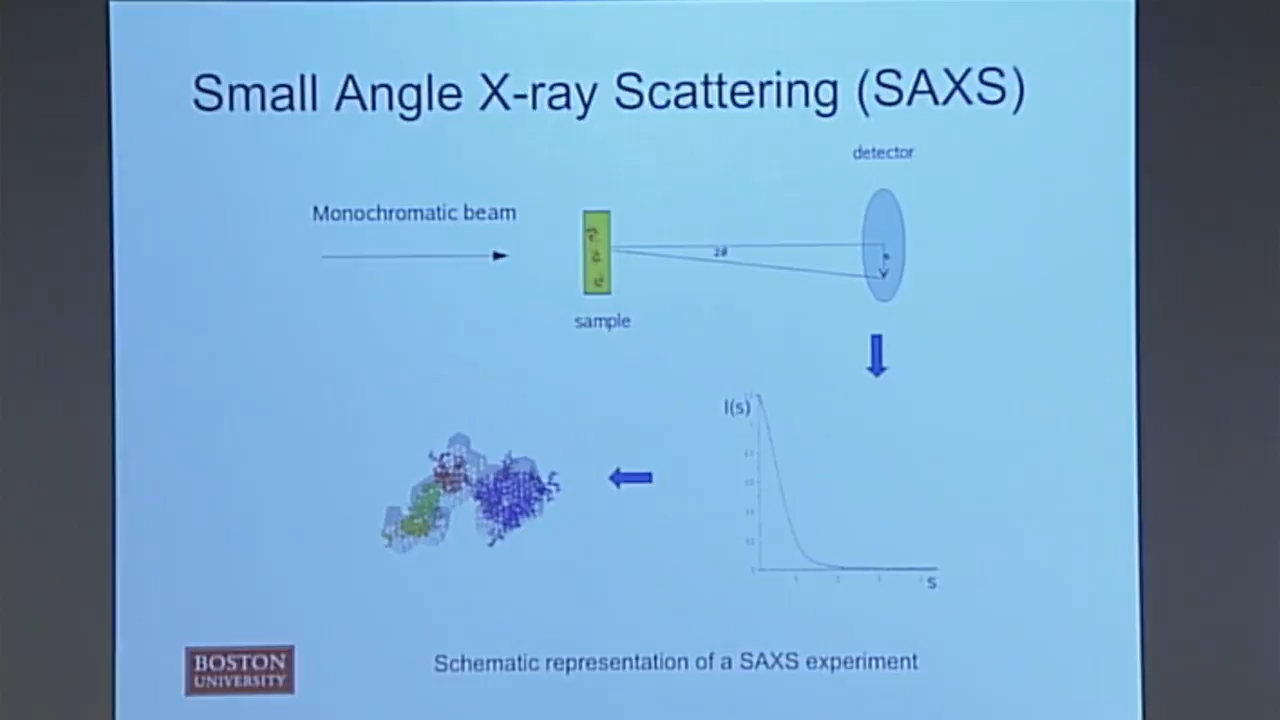 Small Angle X-ray Scattering (SAXS)
detector
Monochromatic beam
2θ
sample
I(s)
s
BOSTON
UNIVERSITY
Schematic representation of a SAXS experiment